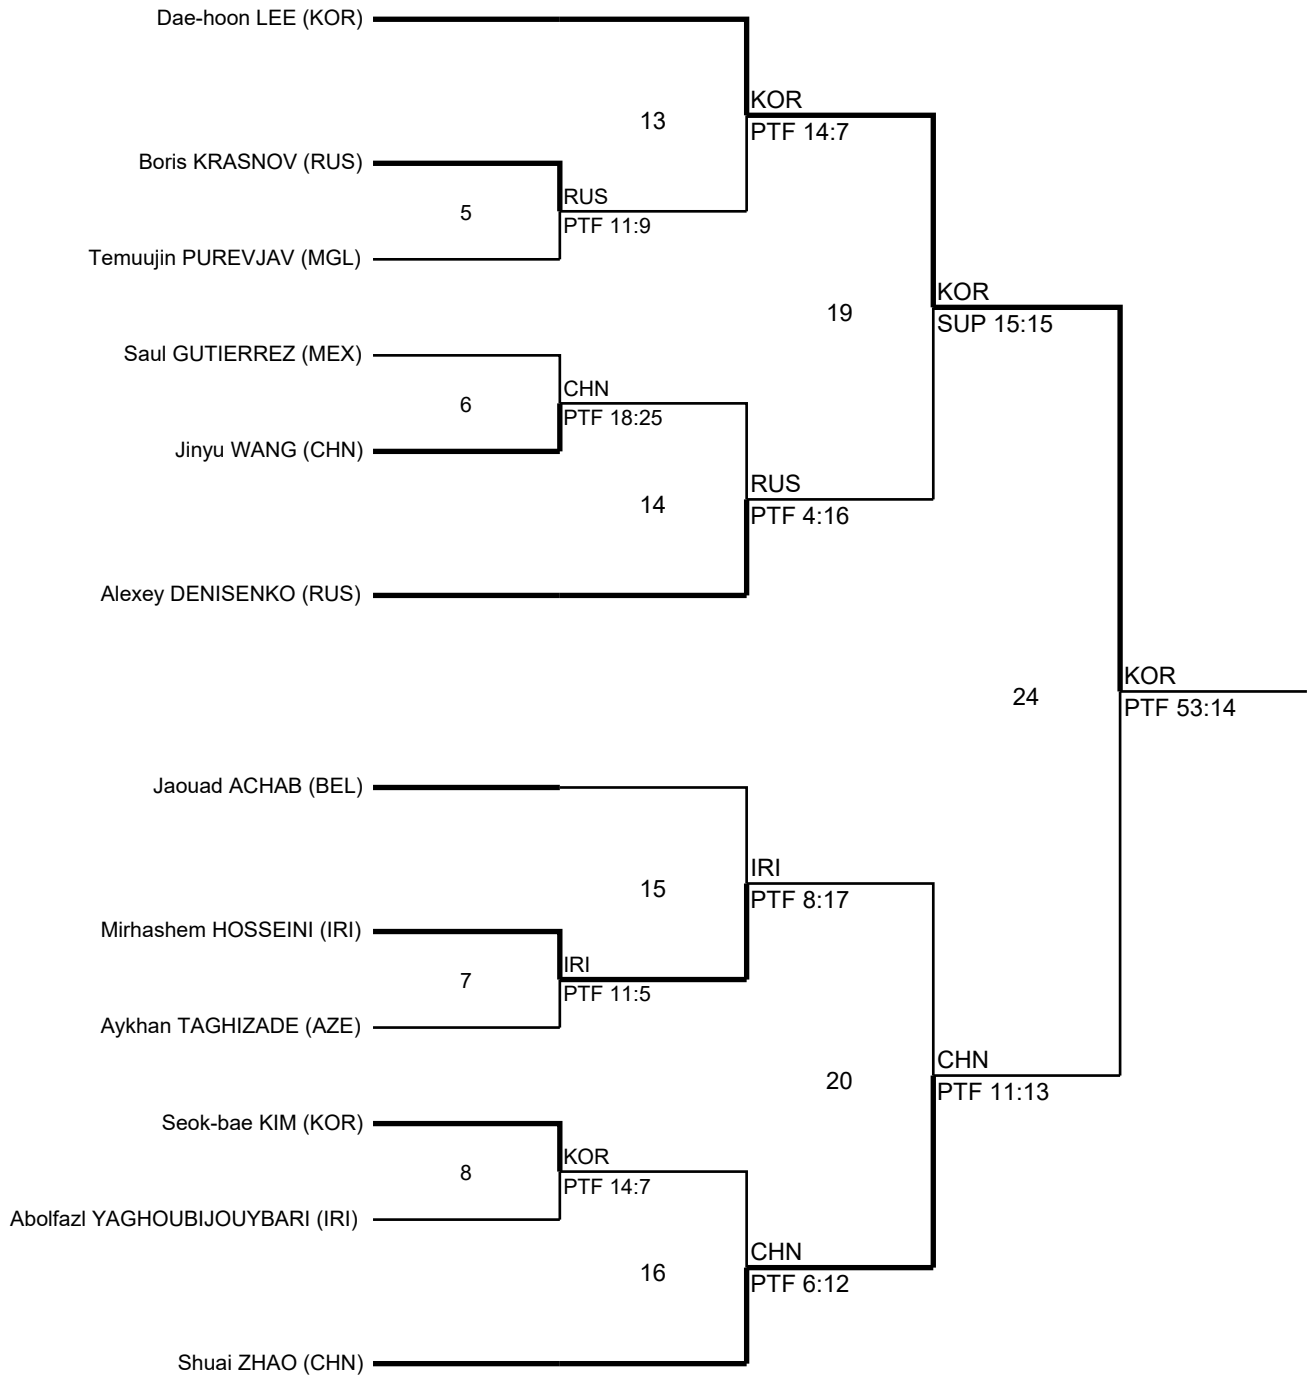 Dae-hoon LEE (KOR)
KOR
13
PTF 14:7
Boris KRASNOV (RUS)
RUS
5
PTF 11:9
Temuujin PUREVJAV (MGL)
KOR
19
SUP 15:15
Saul GUTIERREZ (MEX)
CHN
6
PTF 18:25
Jinyu WANG (CHN)
RUS
14
PTF 4:16
Alexey DENISENKO (RUS)
KOR
24
PTF 53:14
Jaouad ACHAB (BEL)
IRI
15
PTF 8:17
Mirhashem HOSSEINI (IRI)
IRI
7
PTF 11:5
Aykhan TAGHIZADE (AZE)
CHN
20
PTF 11:13
Seok-bae KIM (KOR)
KOR
8
PTF 14:7
Abolfazl YAGHOUBIJOUYBARI (IRI)
CHN
16
PTF 6:12
Shuai ZHAO (CHN)